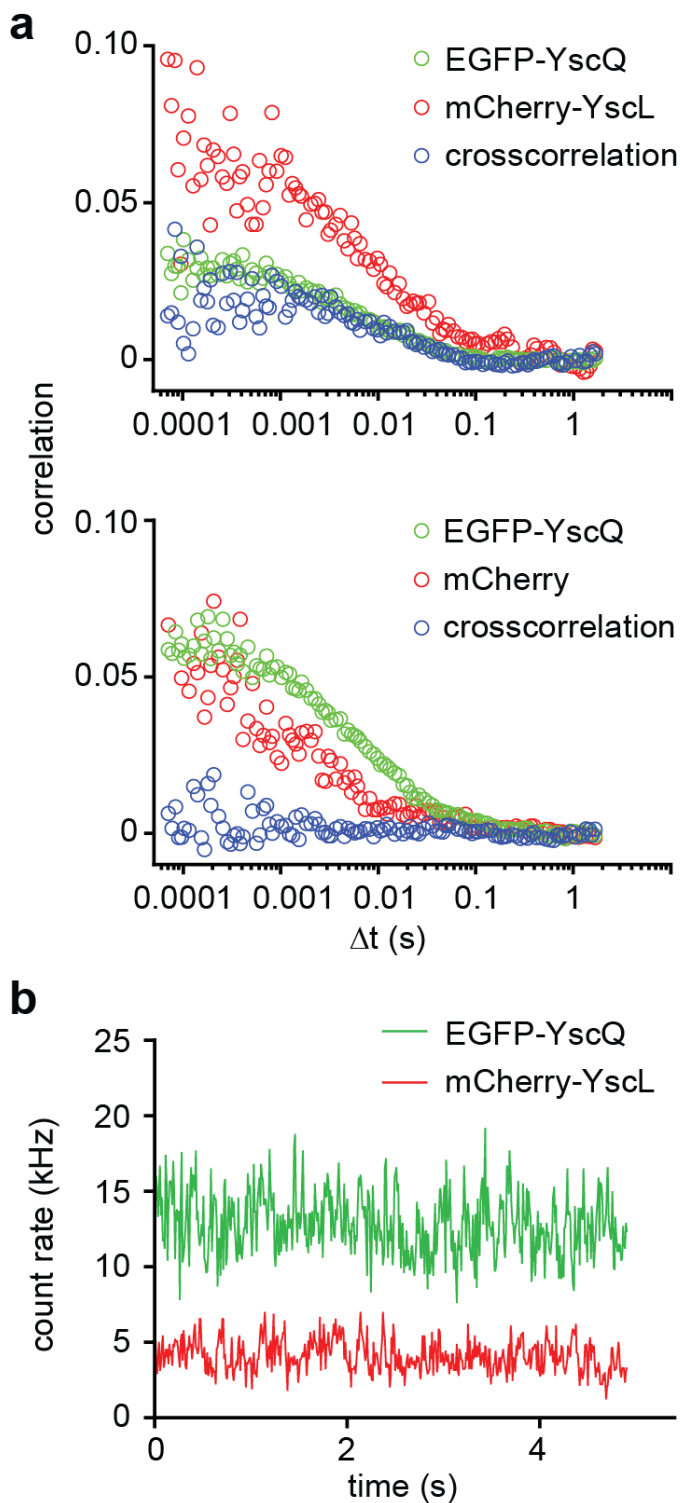 a
0.10
EGFP-YscQ
mCherry-YscL
crosscorrelation
0.05
0
0.0001 0.001 0.01 0.1 1
correlation
0.10
EGFP-YscQ
mCherry
crosscorrelation
0.05
0
0.0001 0.001 0.01 0.1 1
Δt (s)
b
25
EGFP-YscQ
mCherry-YscL
20
15
10
5
0
count rate (kHz)
0 2 4
time (s)